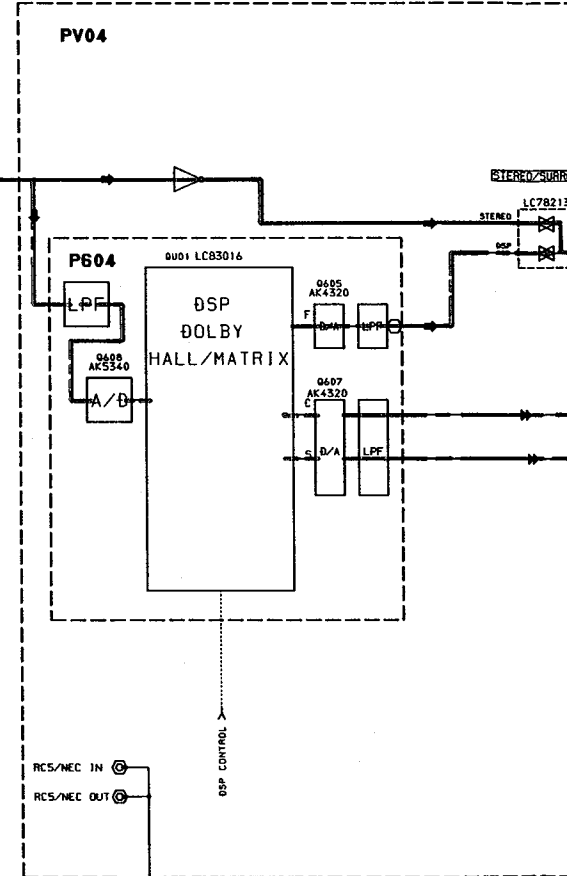 PV04
STEREO/SURR
LC78213
STEREO
DSP
P604
QU01 LC83016
LPF
DSP
DOLBY
HALL/MATRIX
Q605
AK4320
F
D/A
LPF
Q608
AK5340
A/D
Q607
AK4320
C
S
D/A
LPF
DSP CONTROL
RC5/NEC IN
RC5/NEC OUT